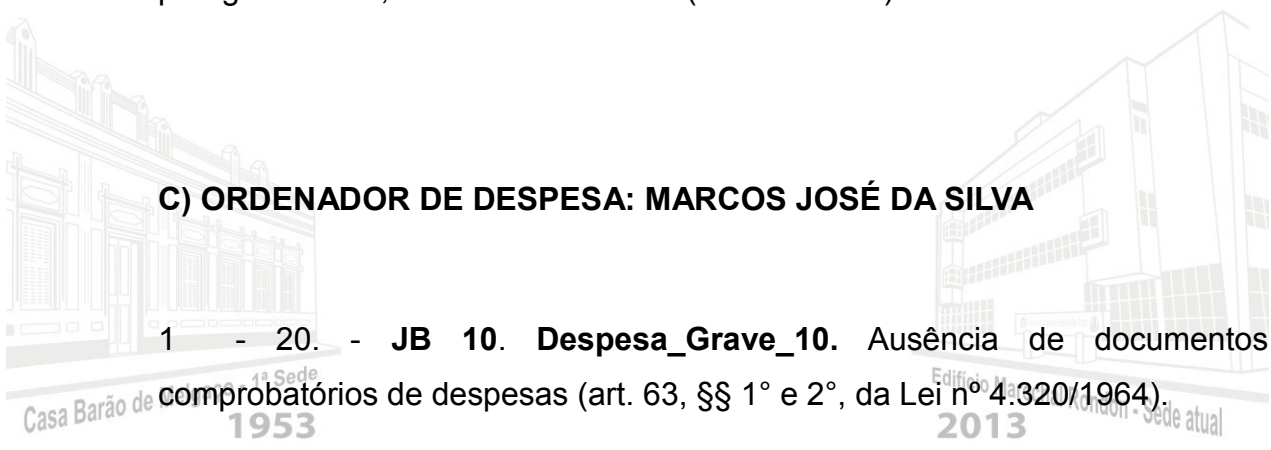 C) ORDENADOR DE DESPESA: MARCOS JOSÉ DA SILVA
1 - 20. - JB 10. Despesa_Grave_10. Ausência de documentos
comprobatórios de despesas (art. 63, §§ 1° e 2°, da Lei nº 4.320/1964).
Casa Barão de 1ª Sede
1953
Edifício Rondon - Sede atual
2013